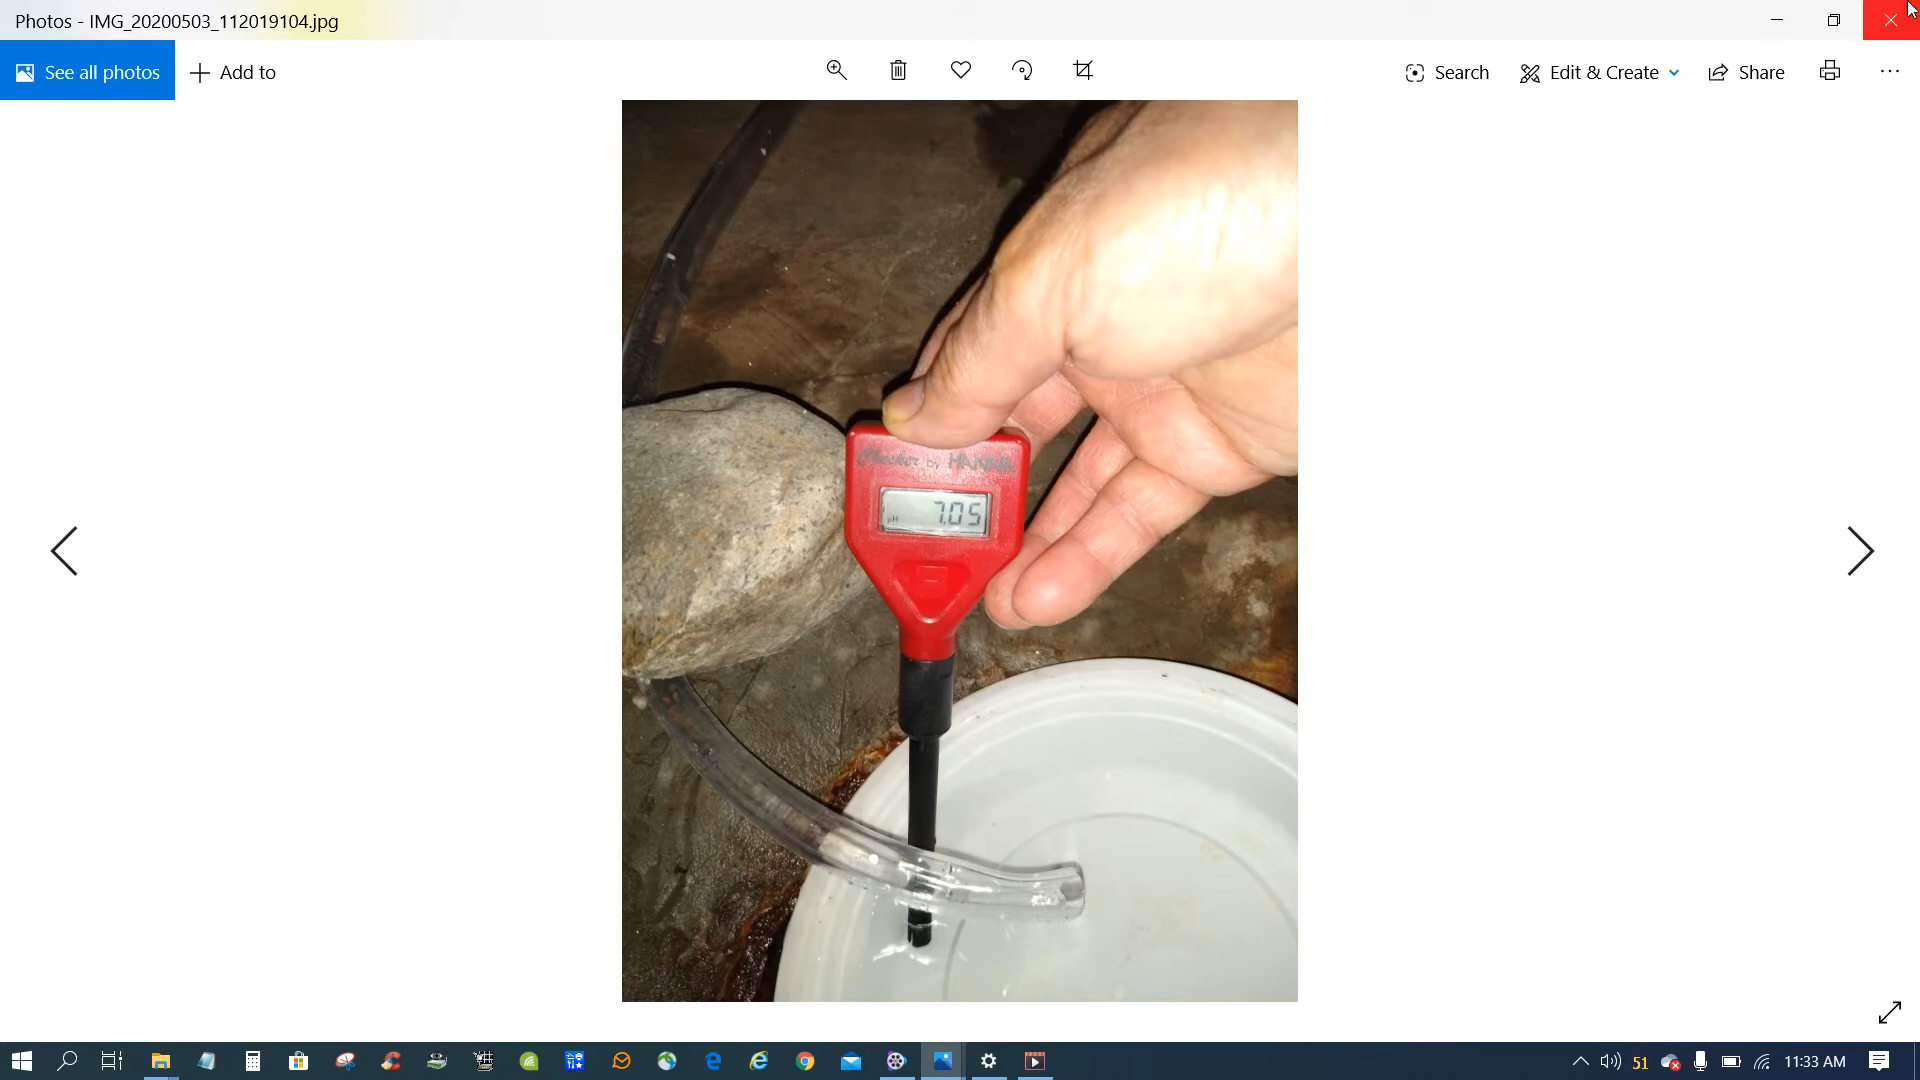 Photos - IMG_20200503_112019104.jpg
See all photos
Add to
Search
Edit & Create
Share
Checker by HANNA
pH 7.05
51
11:33 AM